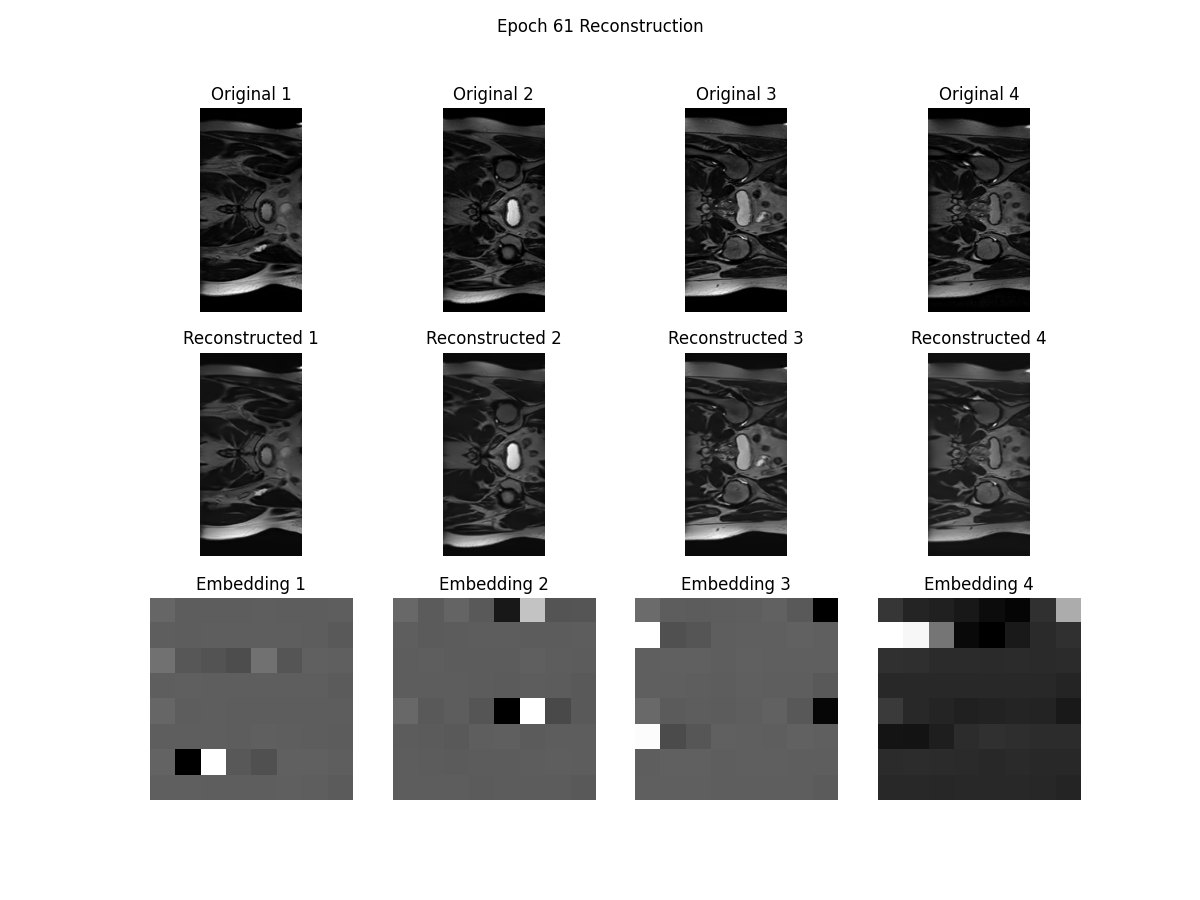 Epoch 61 Reconstruction
Original 1
Original 2
Original 3
Original 4
Reconstructed 1
Reconstructed 2
Reconstructed 3
Reconstructed 4
Embedding 1
Embedding 2
Embedding 3
Embedding 4